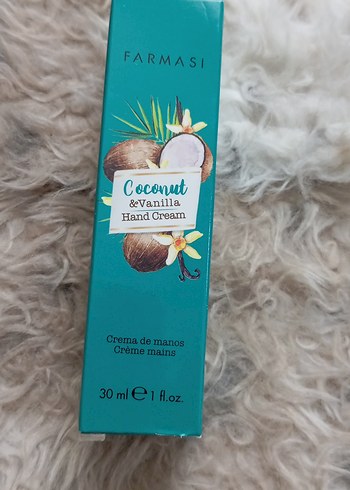 FARMASI
Coconut
&Vanilla
Hand Cream
Crema de manos
Crème mains
30 ml ℮ 1 fl.oz.